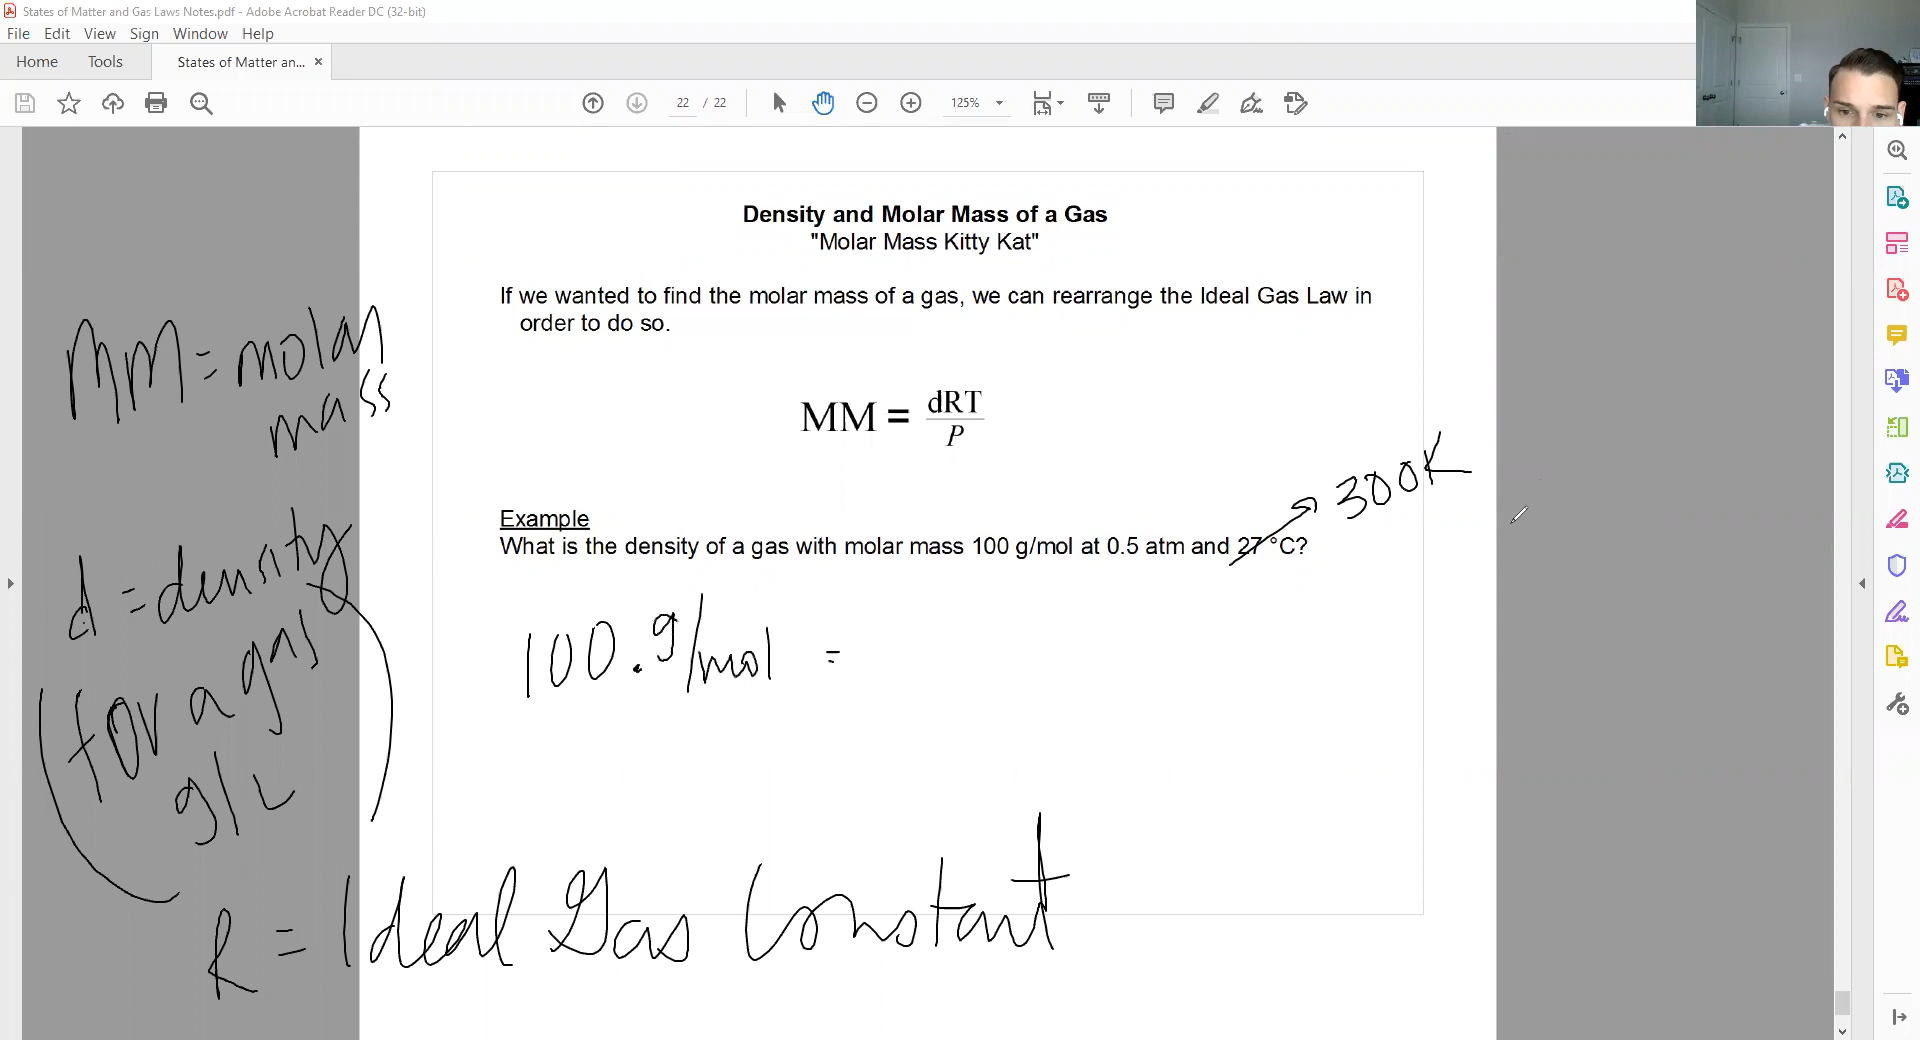 States of Matter and Gas Laws Notes.pdf - Adobe Acrobat Reader DC (32-bit)
File Edit View Sign Window Help
Home Tools States of Matter an... ×
22 / 22 125%
Density and Molar Mass of a Gas
"Molar Mass Kitty Kat"
If we wanted to find the molar mass of a gas, we can rearrange the Ideal Gas Law in
order to do so.
MM = molar
mass
MM = dRT
P
300K
Example
What is the density of a gas with molar mass 100 g/mol at 0.5 atm and 27 °C?
d = density
for a gas
g/L
100. g/mol =
R = Ideal Gas Constant